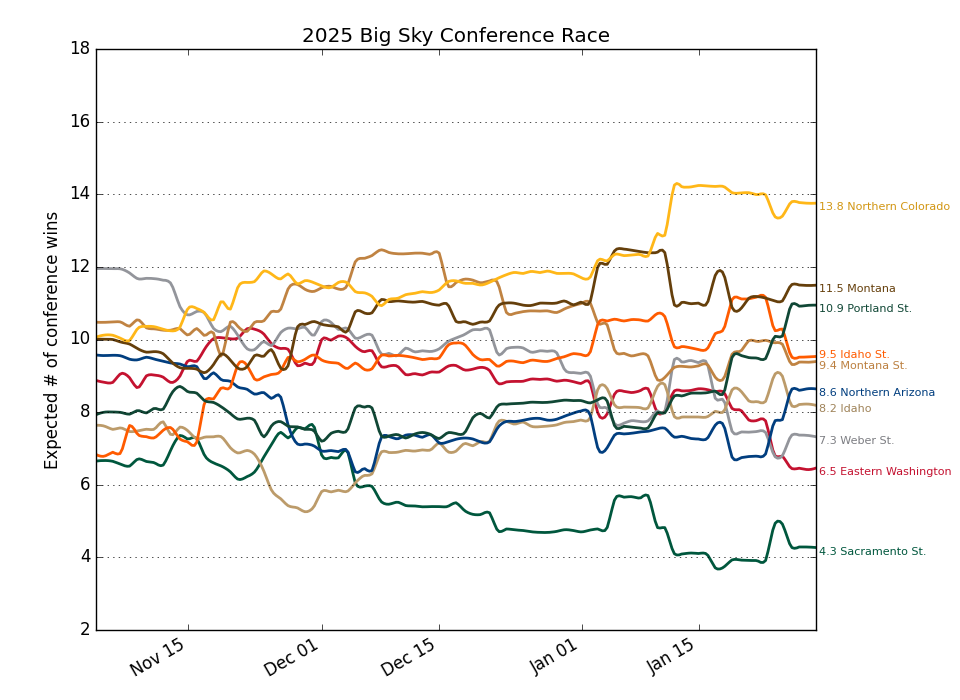 2025 Big Sky Conference Race
Expected # of conference wins
18
16
14
12
10
8
6
4
2
Nov 15
Dec 01
Dec 15
Jan 01
Jan 15
13.8 Northern Colorado
11.5 Montana
10.9 Portland St.
9.5 Idaho St.
9.4 Montana St.
8.6 Northern Arizona
8.2 Idaho
7.3 Weber St.
6.5 Eastern Washington
4.3 Sacramento St.